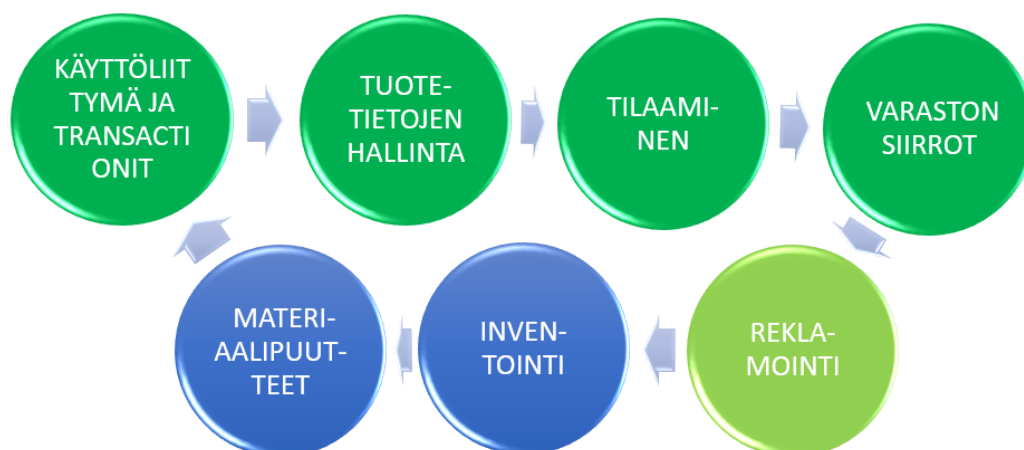 KÄYTTÖLIIT
TYMÄ JA
TRANSACTI
ONIT
TUOTE-
TIETOJEN
HALLINTA
TILAAMI-
NEN
VARASTON
SIIRROT
REKLA-
MOINTI
INVEN-
TOINTI
MATERI-
AALIPUUT-
TEET